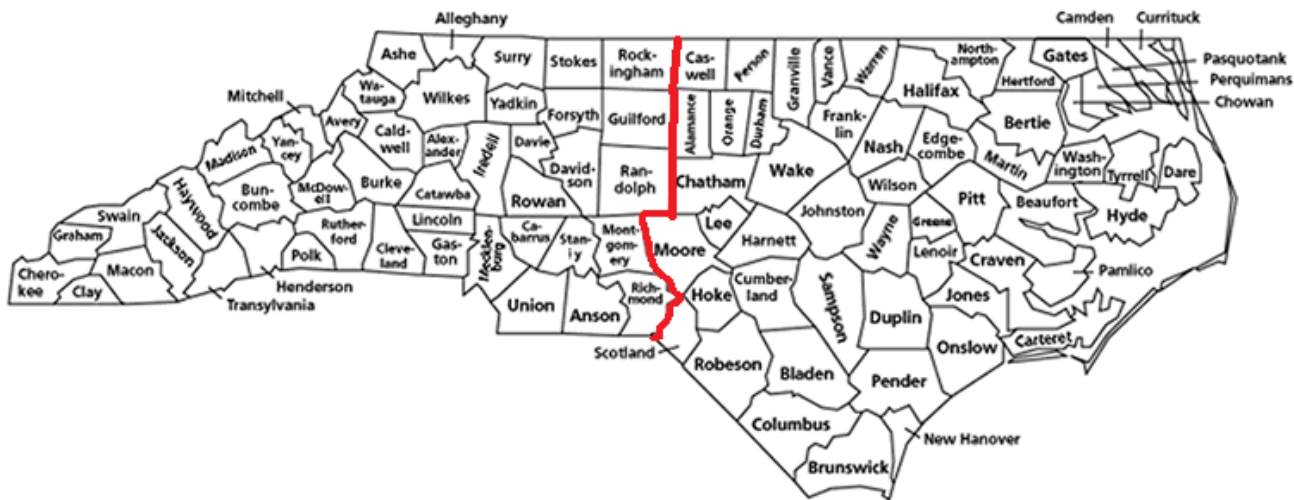 Alleghany
Camden
Currituck
Ashe
Surry
Stokes
Rock-
ingham
Cas-
well
Person
Granville
Vance
Warren
North-
ampton
Gates
Pasquotank
Perquimans
Chowan
Hertford
Wa-
tauga
Wilkes
Mitchell
Yadkin
Forsyth
Guilford
Alamance
Orange
Durham
Frank-
lin
Halifax
Bertie
Avery
Cald-
well
Alex-
ander
Iredell
Davie
David-
son
Ran-
dolph
Chatham
Wake
Nash
Edge-
combe
Martin
Wash-
ington
Tyrrell
Dare
Madison
Yan-
cey
Bun-
combe
McDow-
ell
Burke
Catawba
Rowan
Wilson
Pitt
Beaufort
Hyde
Haywood
Swain
Graham
Jackson
Ruther-
ford
Polk
Cleve-
land
Lincoln
Gas-
ton
Mecklen-
burg
Ca-
barrus
Stan-
ly
Mont-
gom-
ery
Moore
Lee
Harnett
Johnston
Wayne
Greene
Lenoir
Craven
Pamlico
Chero-
kee
Clay
Macon
Transylvania
Henderson
Union
Anson
Rich-
mond
Hoke
Cumber-
land
Sampson
Duplin
Jones
Onslow
Carteret
Scotland
Robeson
Bladen
Pender
Columbus
New Hanover
Brunswick